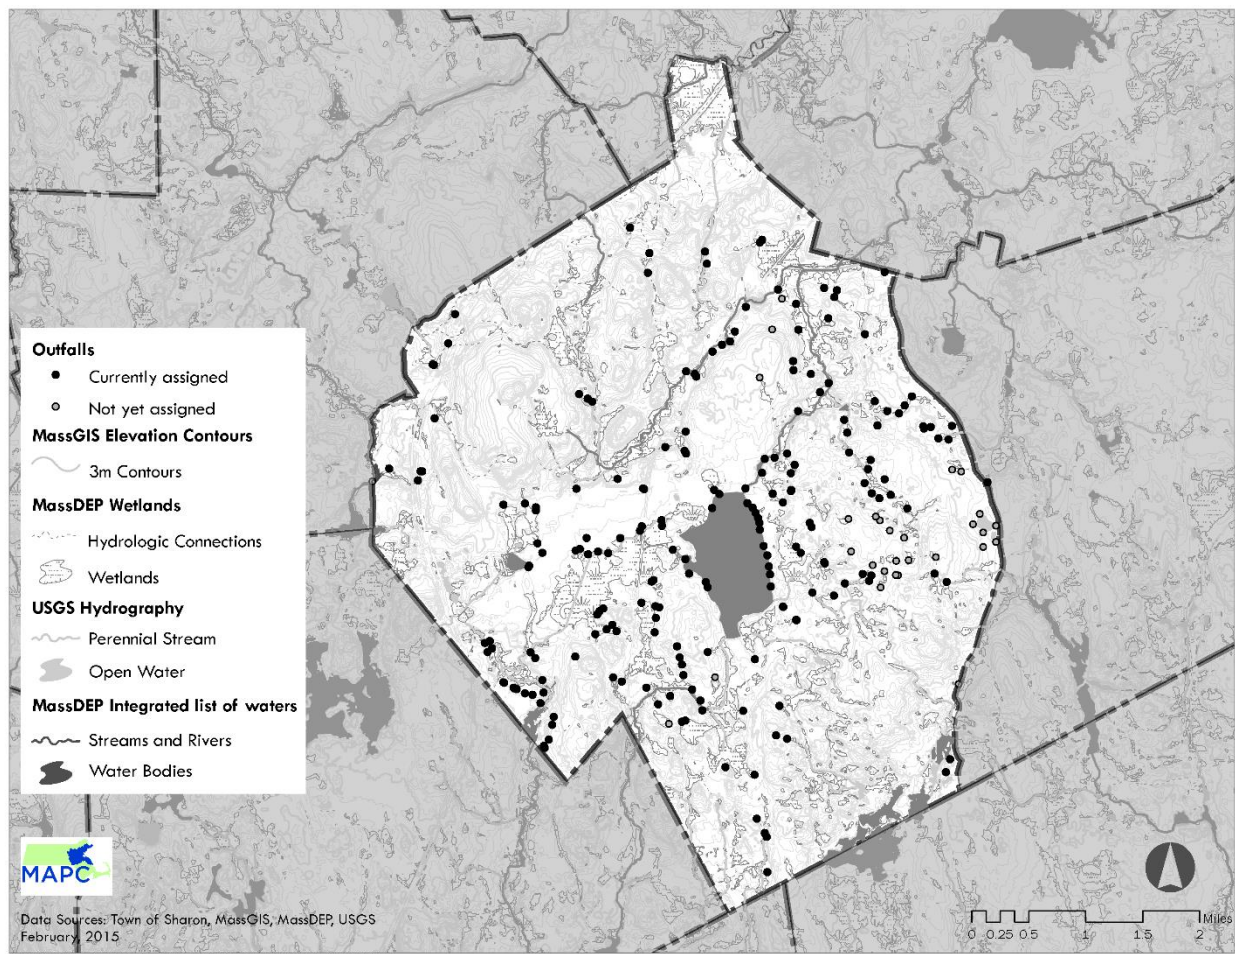 Outfalls
Currently assigned
Not yet assigned
MassGIS Elevation Contours
3m Contours
MassDEP Wetlands
Hydrologic Connections
Wetlands
USGS Hydrography
Perennial Stream
Open Water
MassDEP Integrated list of waters
Streams and Rivers
Water Bodies
MAPC
Data Sources: Town of Sharon, MassGIS, MassDEP, USGS
February, 2015
Miles
0 0.25 0.5 1 1.5 2